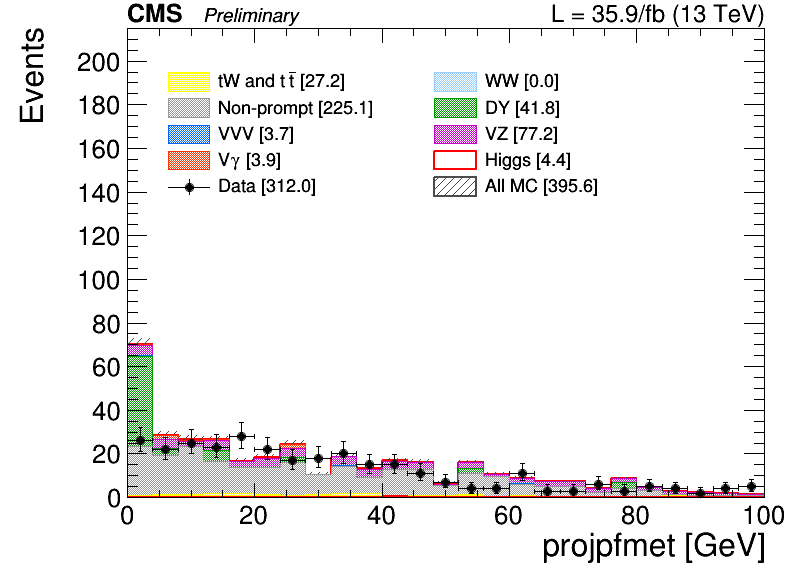 CMS Preliminary L = 35.9/fb (13 TeV)
Events
200
180
160
140
120
100
80
60
40
20
0
tW and t t̅ [27.2] WW [0.0]
Non-prompt [225.1] DY [41.8]
VVV [3.7] VZ [77.2]
Vγ [3.9] Higgs [4.4]
Data [312.0] All MC [395.6]
0 20 40 60 80 100
projpfmet [GeV]